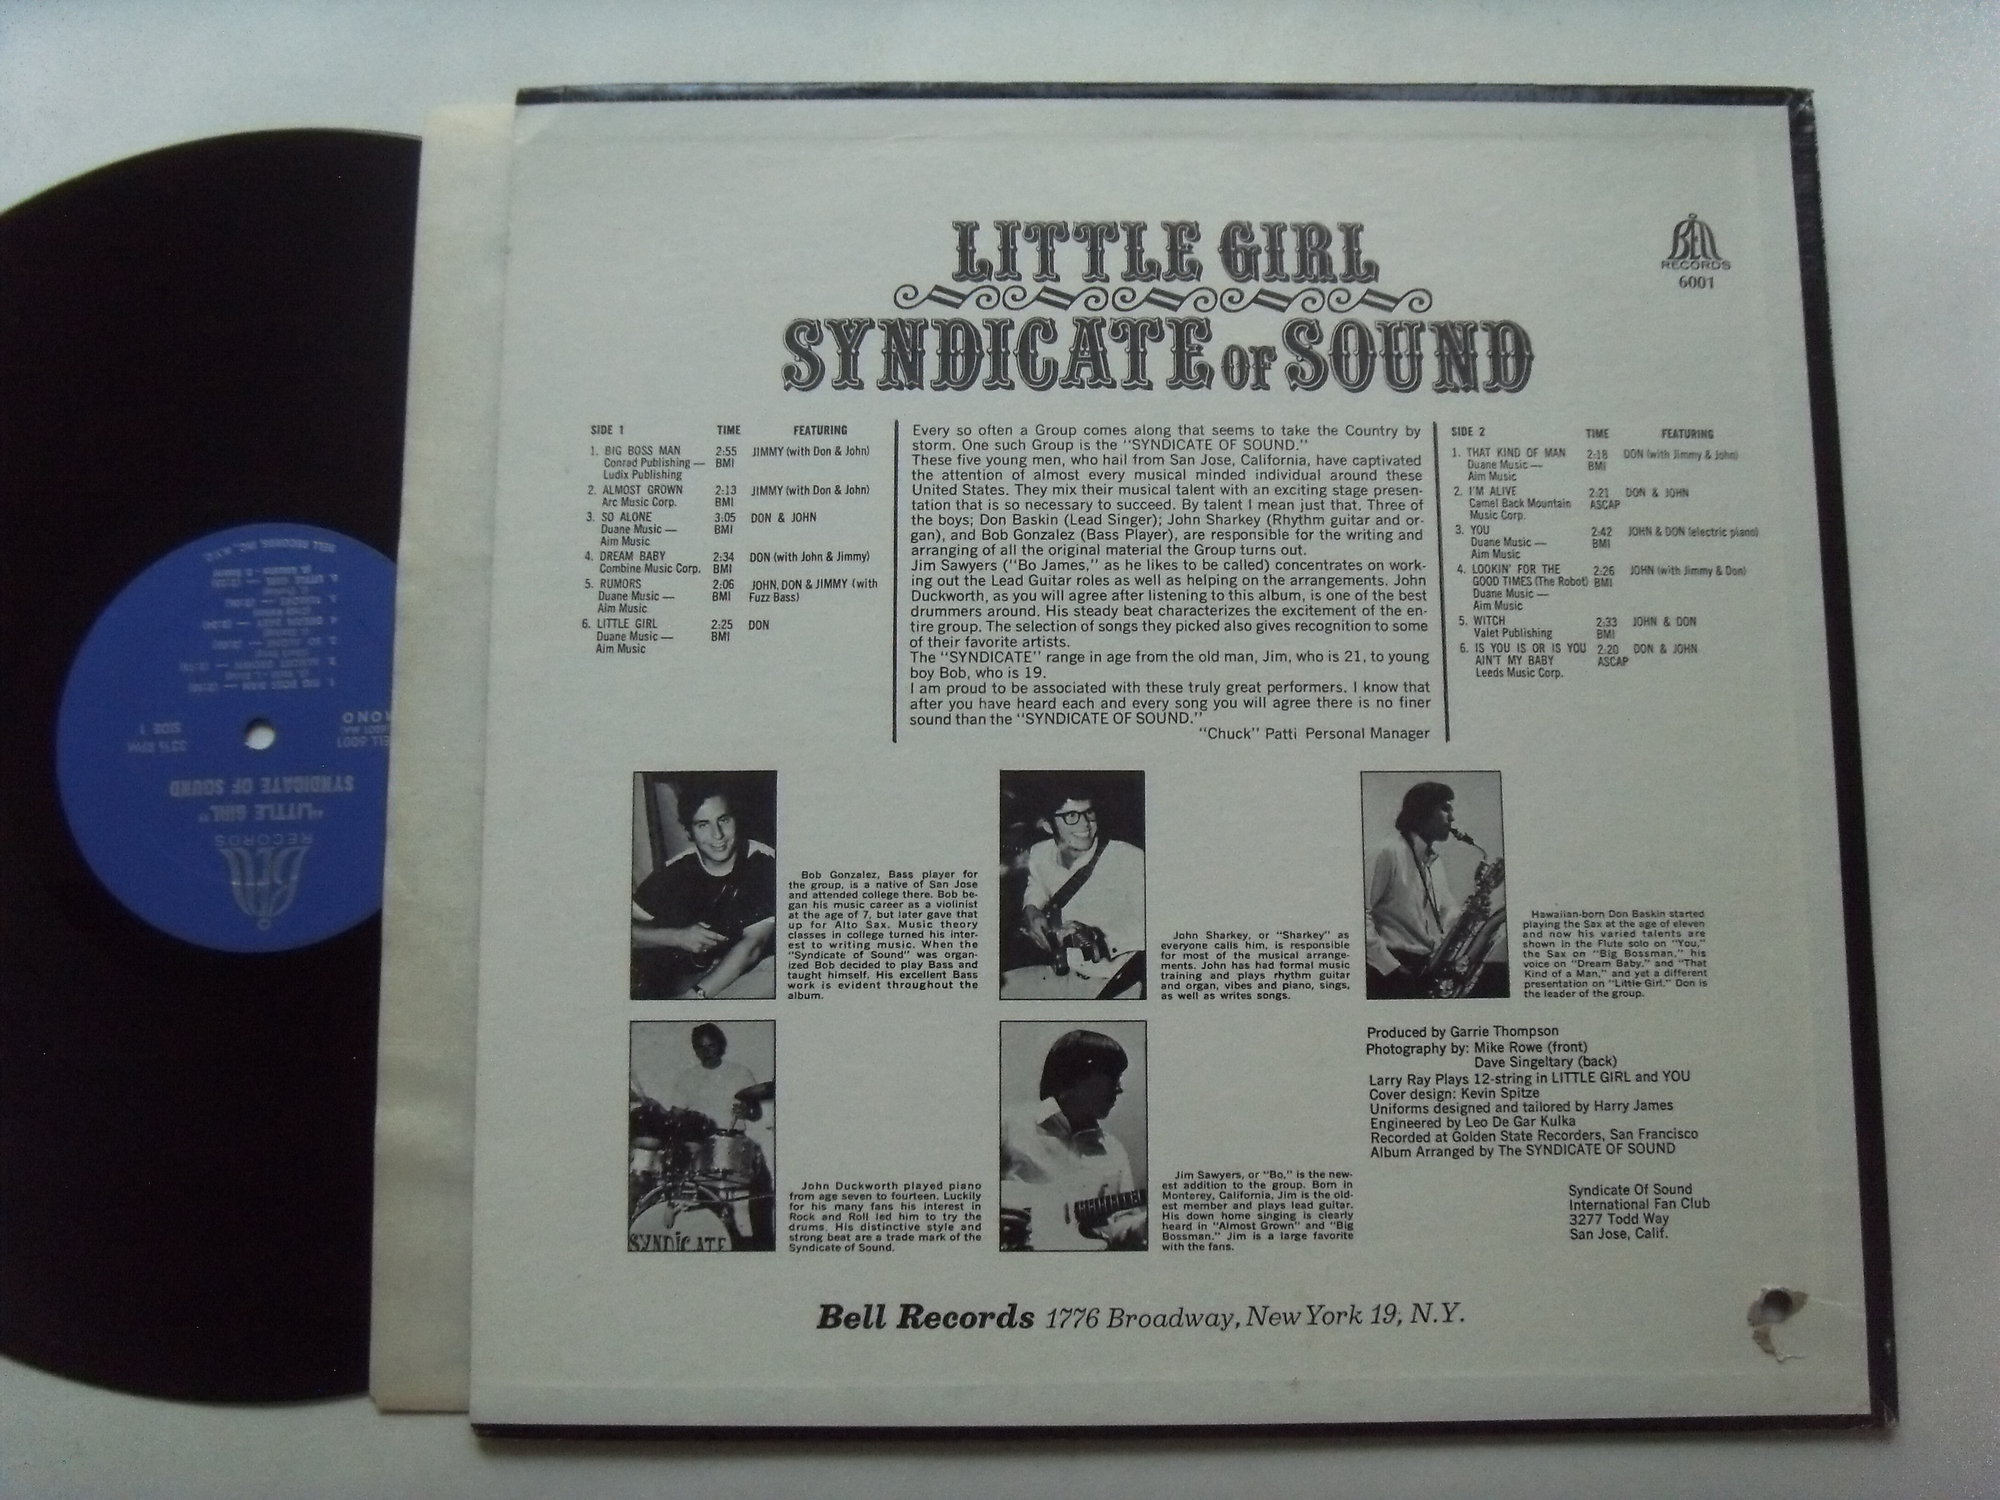 LITTLE GIRL
SYNDICATE OF SOUND
BELL
RECORDS
6001
SIDE 1 TIME FEATURING
1. BIG BOSS MAN 2:55 JIMMY (with Don & John)
Conrad Publishing — BMI
Ludix Publishing
2. ALMOST GROWN 2:13 JIMMY (with Don & John)
Arc Music Corp. BMI
3. SO ALONE 3:05 DON & JOHN
Duane Music — BMI
Aim Music
4. DREAM BABY 2:34 DON (with John & Jimmy)
Combine Music Corp. BMI
5. RUMORS 2:06 JOHN, DON & JIMMY (with
Duane Music — BMI Fuzz Bass)
Aim Music
6. LITTLE GIRL 2:25 DON
Duane Music — BMI
Aim Music
Every so often a Group comes along that seems to take the Country by
storm. One such Group is the "SYNDICATE OF SOUND."
These five young men, who hail from San Jose, California, have captivated
the attention of almost every musical minded individual around these
United States. They mix their musical talent with an exciting stage presen-
tation that is so necessary to succeed. By talent I mean just that. Three of
the boys; Don Baskin (Lead Singer); John Sharkey (Rhythm guitar and or-
gan), and Bob Gonzalez (Bass Player), are responsible for the writing and
arranging of all the original material the Group turns out.
Jim Sawyers ("Bo James," as he likes to be called) concentrates on work-
ing out the Lead Guitar roles as well as helping on the arrangements. John
Duckworth, as you will agree after listening to this album, is one of the best
drummers around. His steady beat characterizes the excitement of the en-
tire group. The selection of songs they picked also gives recognition to some
of their favorite artists.
The "SYNDICATE" range in age from the old man, Jim, who is 21, to young
boy Bob, who is 19.
I am proud to be associated with these truly great performers. I know that
after you have heard each and every song you will agree there is no finer
sound than the "SYNDICATE OF SOUND."
"Chuck" Patti Personal Manager
SIDE 2 TIME FEATURING
1. THAT KIND OF MAN 2:18 DON (with Jimmy & John)
Duane Music — BMI
Aim Music
2. I'M ALIVE 2:21 DON & JOHN
Camel Back Mountain ASCAP
Music Corp.
3. YOU 2:42 JOHN & DON (electric piano)
Duane Music — BMI
Aim Music
4. LOOKIN' FOR THE 2:26 JOHN (with Jimmy & Don)
GOOD TIMES (The Robot) BMI
Duane Music —
Aim Music
5. WITCH 2:33 JOHN & DON
Valet Publishing BMI
6. IS YOU IS OR IS YOU 2:20 DON & JOHN
AIN'T MY BABY ASCAP
Leeds Music Corp.
Bob Gonzalez, Bass player for
the group, is a native of San Jose
and attended college there. Bob be-
gan his music career as a violinist
at the age of 7, but later gave that
up for Alto Sax. Music theory
classes in college turned his inter-
est to writing music. When the
"Syndicate of Sound" was organ-
ized Bob decided to play Bass and
taught himself. His excellent Bass
work is evident throughout the
album.
John Sharkey, or "Sharkey" as
everyone calls him, is responsible
for most of the musical arrange-
ments. John has had formal music
training and plays rhythm guitar
and organ, vibes and piano, sings,
as well as writes songs.
Hawaiian-born Don Baskin started
playing the Sax at the age of eleven
and now his varied talents are
shown in the Flute solo on "You,"
the Sax on "Big Bossman," his
voice on "Dream Baby," and "That
Kind of a Man," and yet a different
presentation on "Little Girl." Don is
the leader of the group.
SYNDICATE
John Duckworth played piano
from age seven to fourteen. Luckily
for his many fans his interest in
Rock and Roll led him to try the
drums. His distinctive style and
strong beat are a trade mark of the
Syndicate of Sound.
Jim Sawyers, or "Bo," is the new-
est addition to the group. Born in
Monterey, California, Jim is the old-
est member and plays lead guitar.
His down home singing is clearly
heard in "Almost Grown" and "Big
Bossman." Jim is a large favorite
with the fans.
Produced by Garrie Thompson
Photography by: Mike Rowe (front)
Dave Singeltary (back)
Larry Ray Plays 12-string in LITTLE GIRL and YOU
Cover design: Kevin Spitze
Uniforms designed and tailored by Harry James
Engineered by Leo De Gar Kulka
Recorded at Golden State Recorders, San Francisco
Album Arranged by The SYNDICATE OF SOUND
Syndicate Of Sound
International Fan Club
3277 Todd Way
San Jose, Calif.
Bell Records 1776 Broadway, New York 19, N.Y.
BELL
RECORDS
"LITTLE GIRL"
SYNDICATE OF SOUND
33⅓ RPM
SIDE 1
BELL 6001
MONO